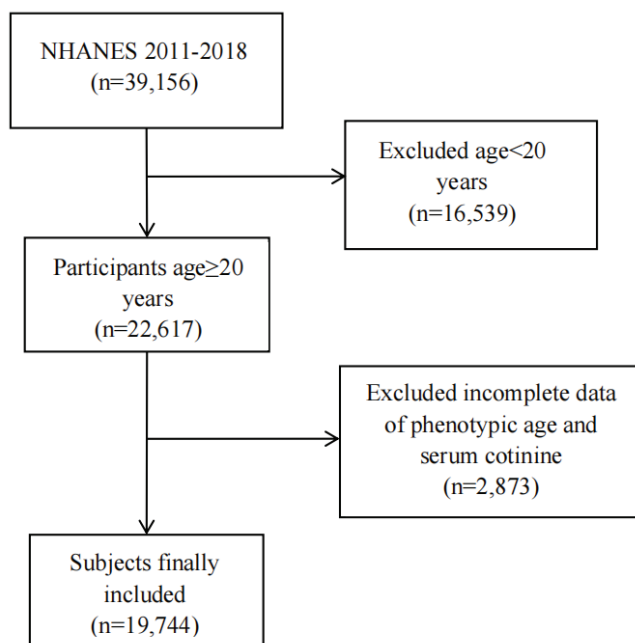 NHANES 2011-2018
(n=39,156)
Excluded age<20
years
(n=16,539)
Participants age≥20
years
(n=22,617)
Excluded incomplete data
of phenotypic age and
serum cotinine
(n=2,873)
Subjects finally
included
(n=19,744)